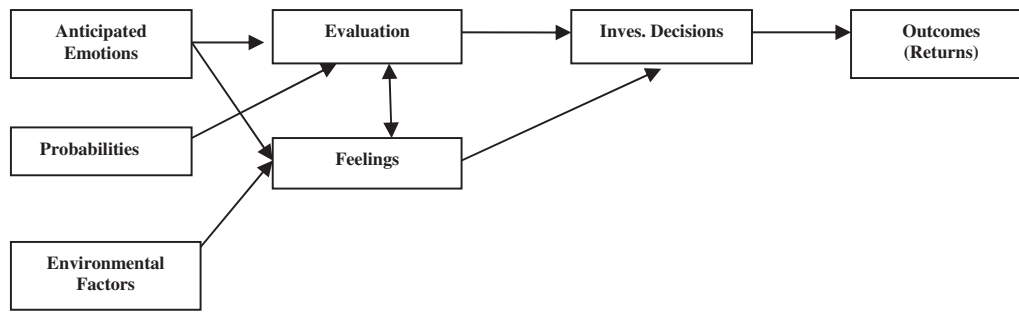 Anticipated
Emotions
Evaluation
Inves. Decisions
Outcomes
(Returns)
Probabilities
Feelings
Environmental
Factors